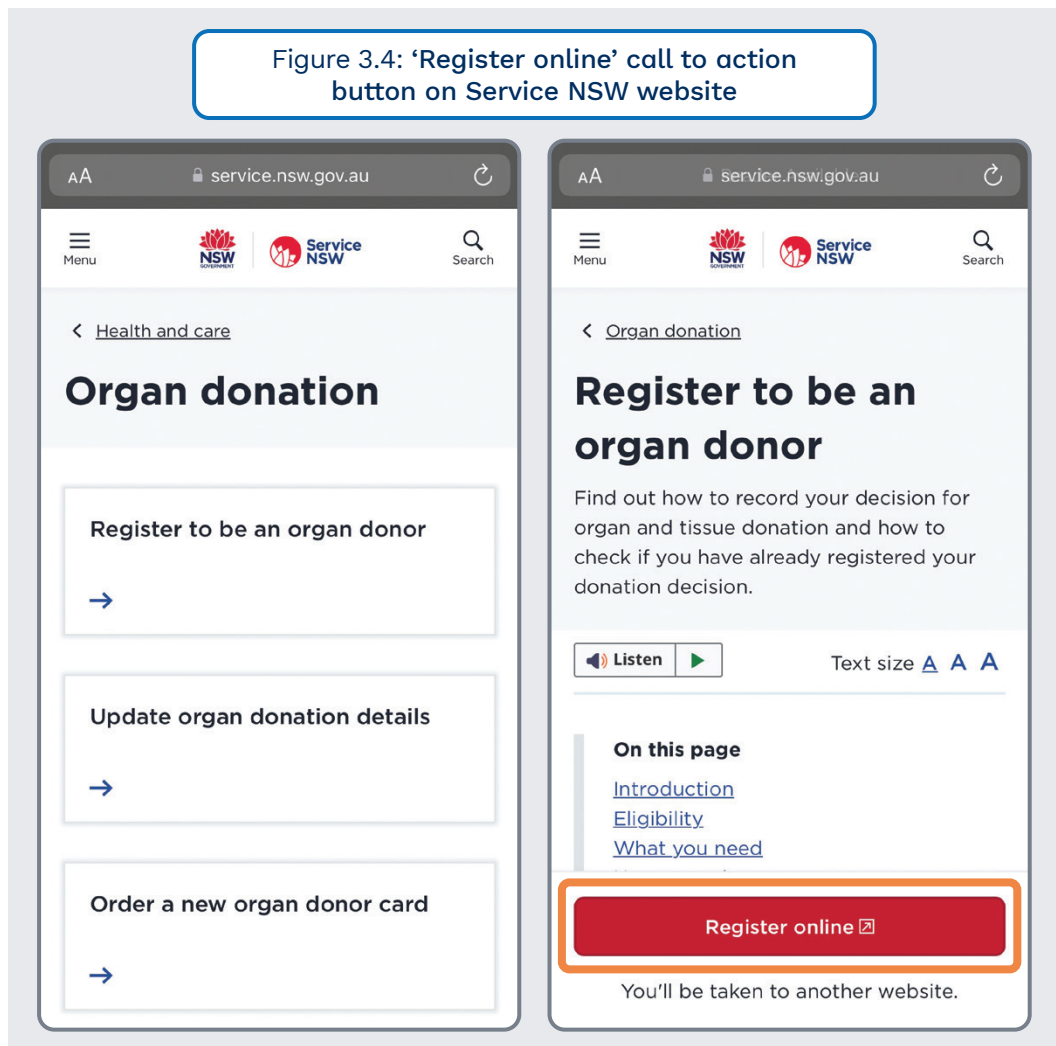 Figure 3.4: ‘Register online’ call to action
button on Service NSW website
AA
service.nsw.gov.au
Menu
NSW
GOVERNMENT
Service
NSW
Search
Health and care
Organ donation
Register to be an organ donor
Update organ donation details
Order a new organ donor card
AA
service.nsw.gov.au
Menu
NSW
GOVERNMENT
Service
NSW
Search
Organ donation
Register to be an
organ donor
Find out how to record your decision for
organ and tissue donation and how to
check if you have already registered your
donation decision.
Listen
Text size A A A
On this page
Introduction
Eligibility
What you need
Register online
You'll be taken to another website.